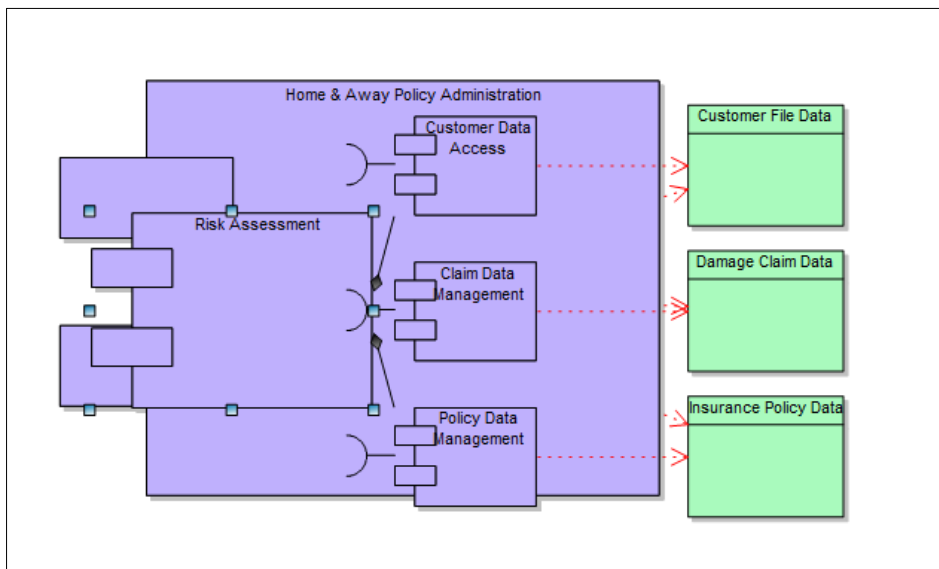 Home & Away Policy Administration
Customer Data
Access
Customer File Data
Risk Assessment
Claim Data
Management
Damage Claim Data
Policy Data
Management
Insurance Policy Data